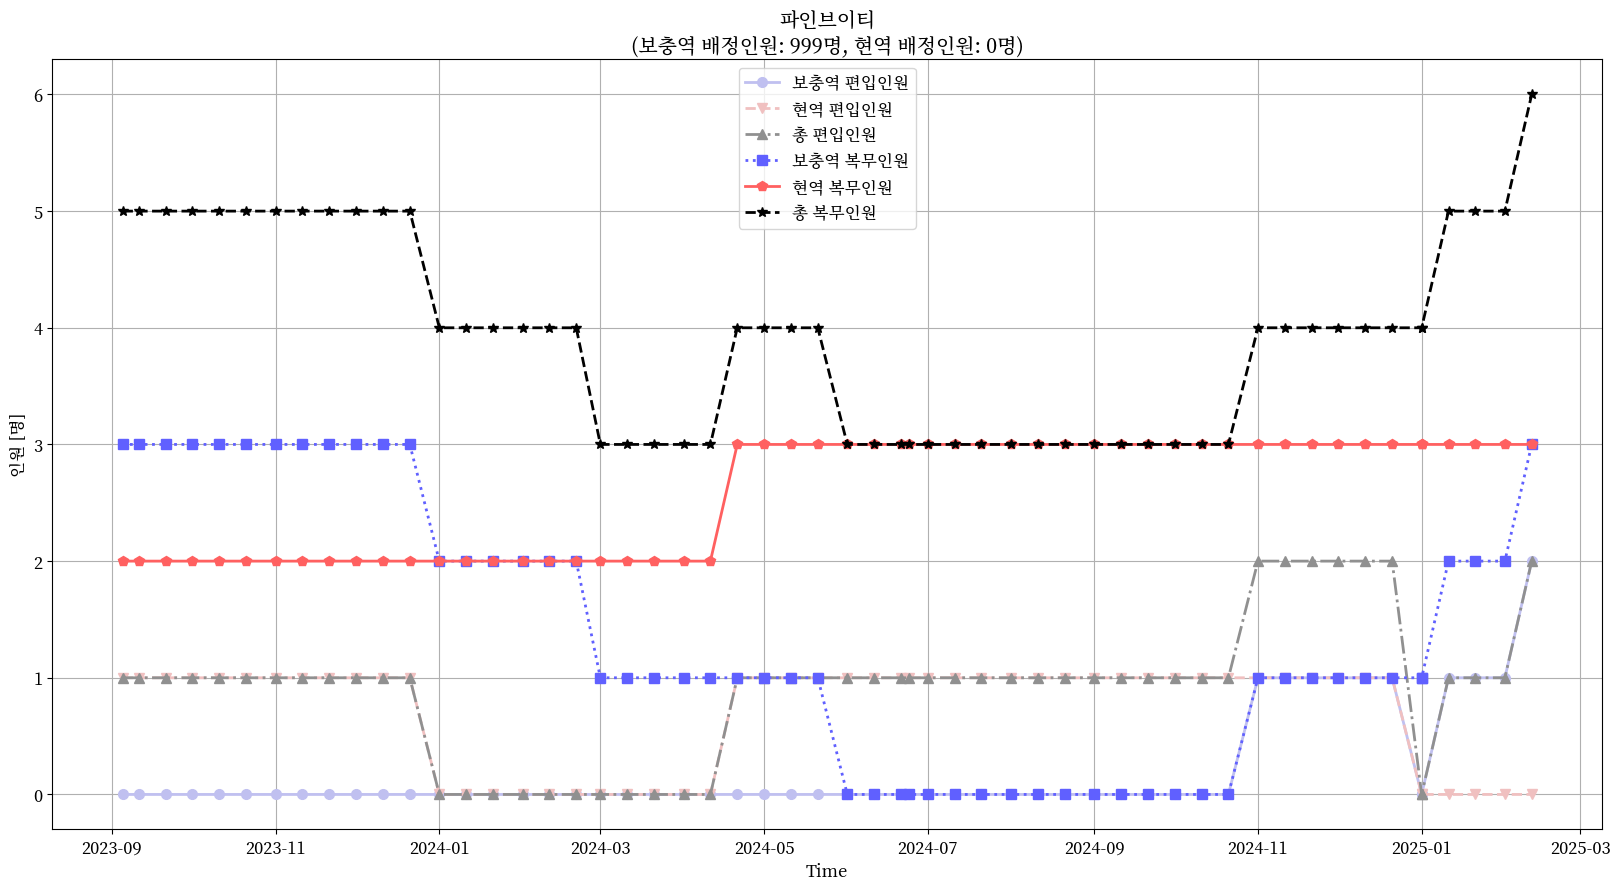 파인브이티
(보충역 배정인원: 999명, 현역 배정인원: 0명)
보충역 편입인원
현역 편입인원
총 편입인원
보충역 복무인원
현역 복무인원
총 복무인원
인원 [명]
6
5
4
3
2
1
0
2023-09
2023-11
2024-01
2024-03
2024-05
2024-07
2024-09
2024-11
2025-01
2025-03
Time